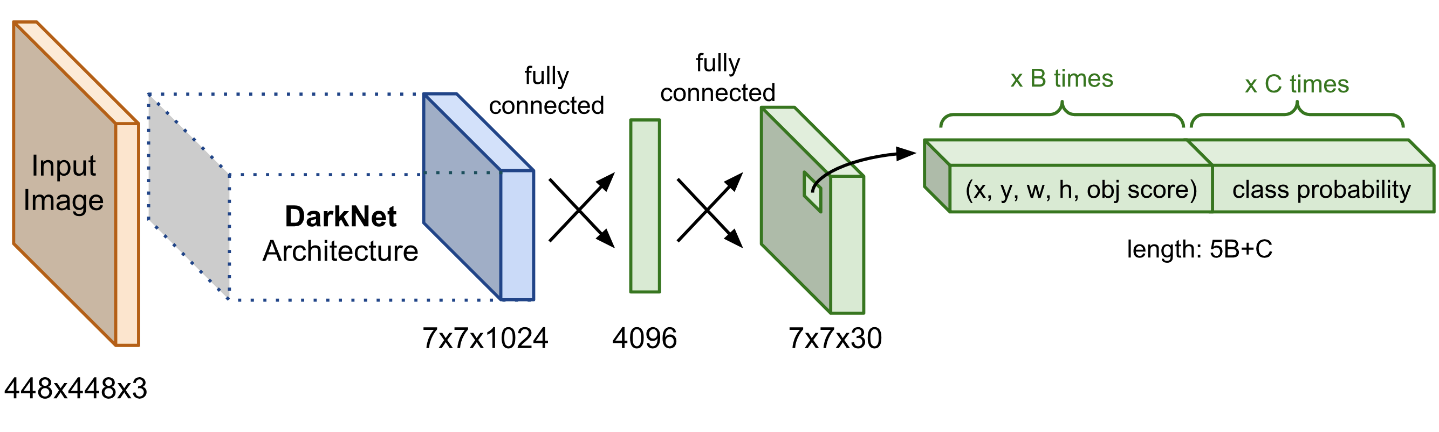 Input
Image
448x448x3
DarkNet
Architecture
7x7x1024
fully
connected
4096
fully
connected
7x7x30
x B times
x C times
(x, y, w, h, obj score)
class probability
length: 5B+C